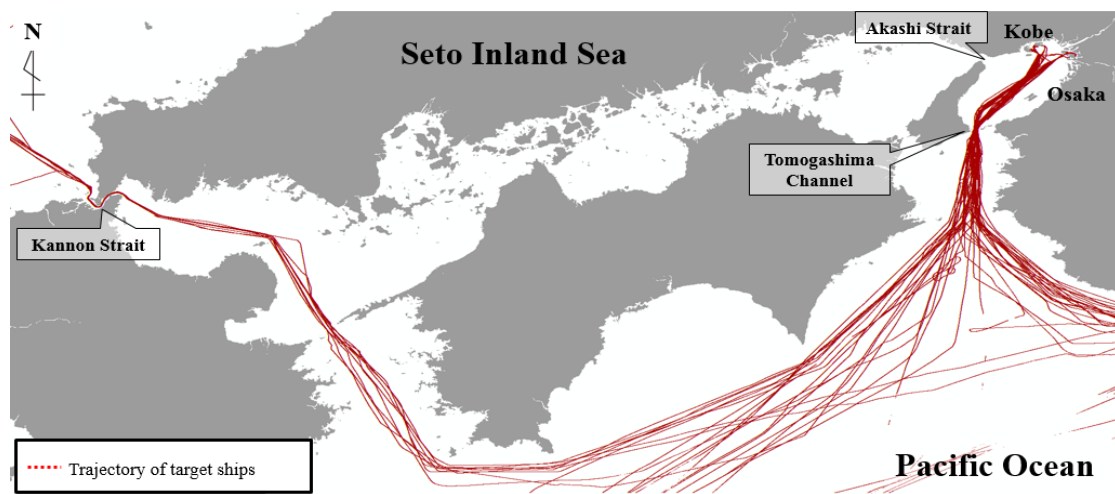 N
Seto Inland Sea
Akashi Strait
Kobe
Osaka
Tomogashima
Channel
Kannon Strait
Trajectory of target ships
Pacific Ocean